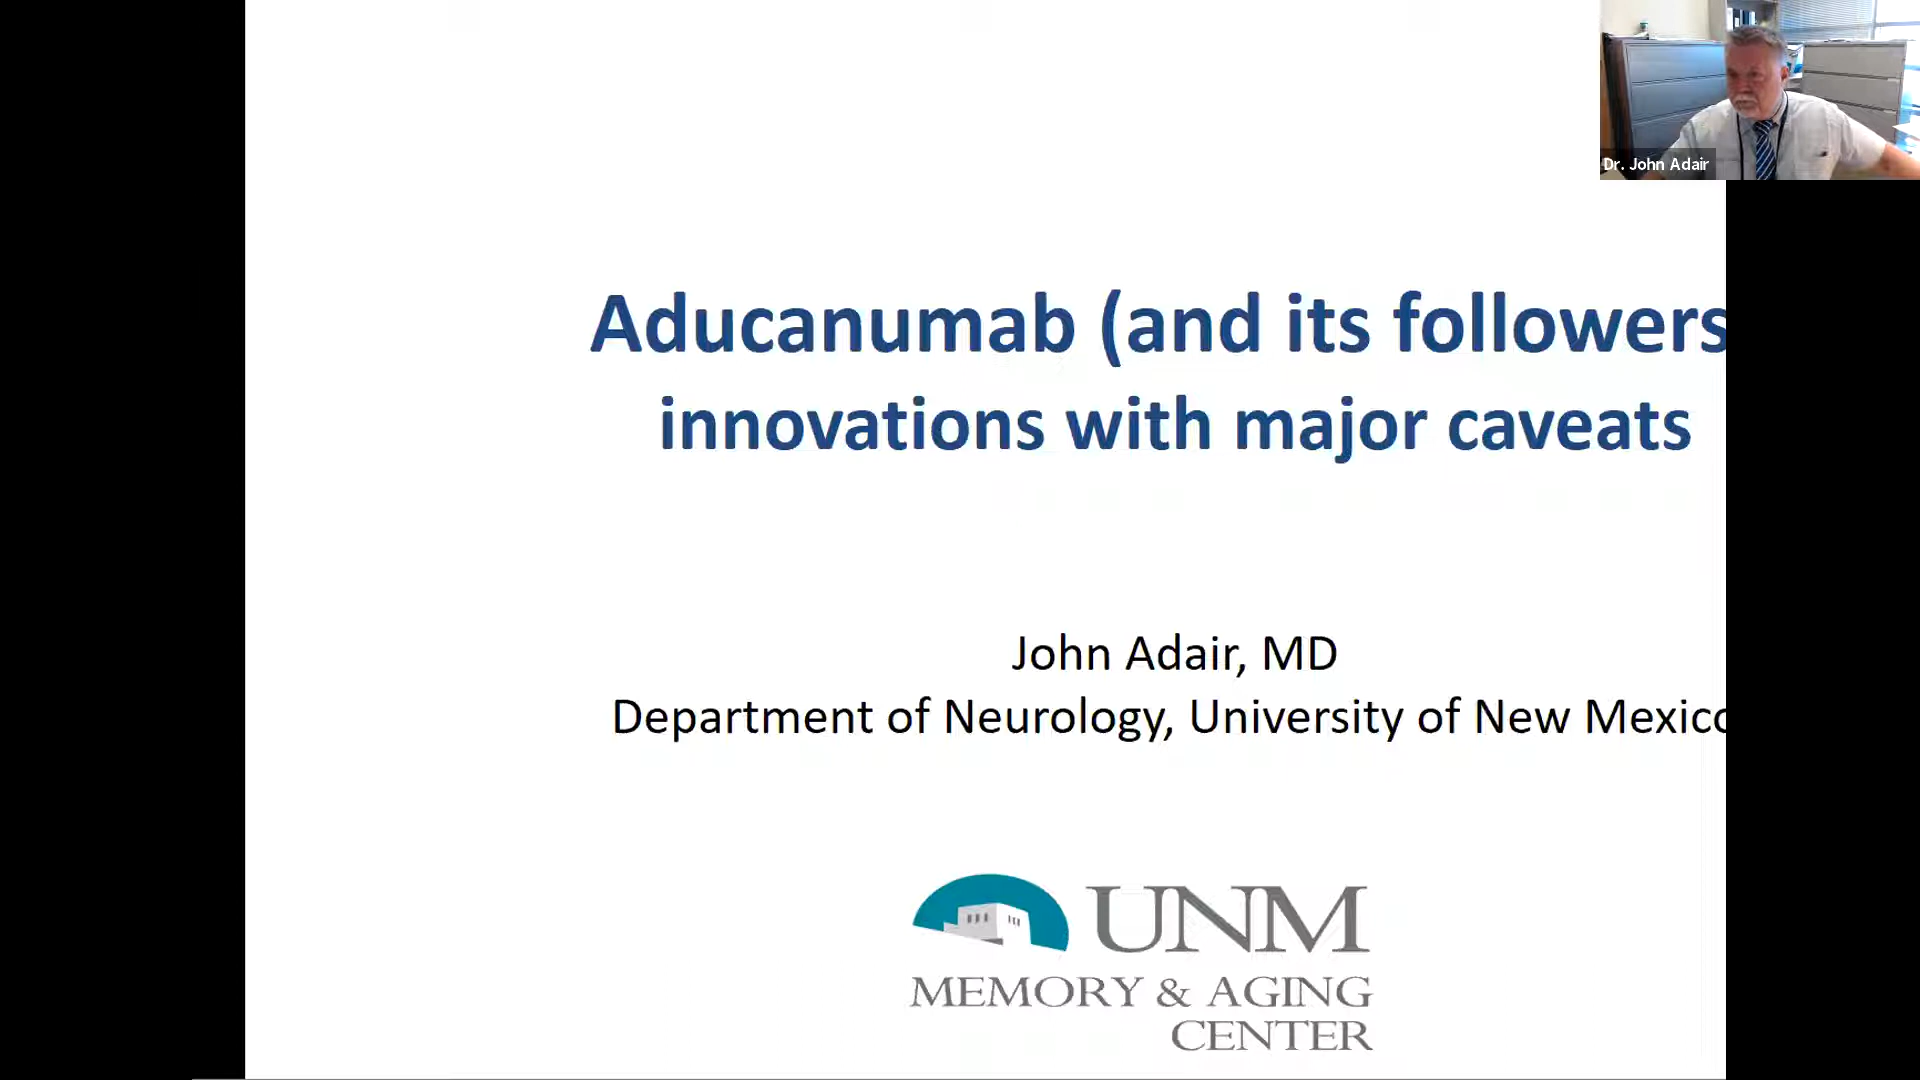 Dr. John Adair
Aducanumab (and its followers
innovations with major caveats
John Adair, MD
Department of Neurology, University of New Mexico
UNM
MEMORY & AGING
CENTER